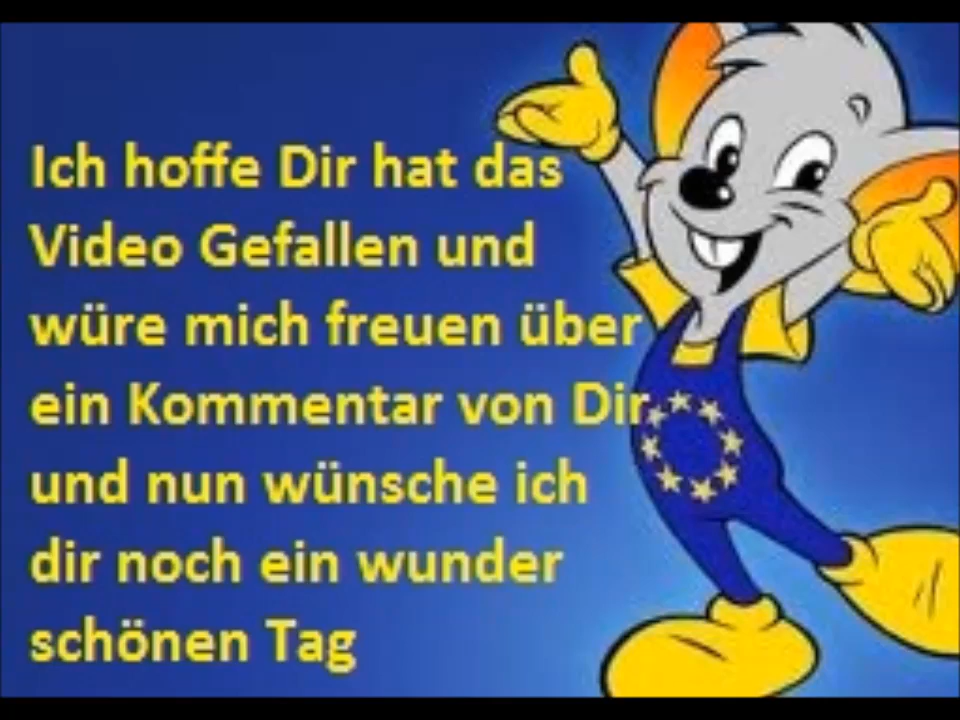 Ich hoffe Dir hat das
Video Gefallen und
würe mich freuen über
ein Kommentar von Dir
und nun wünsche ich
dir noch ein wunder
schönen Tag